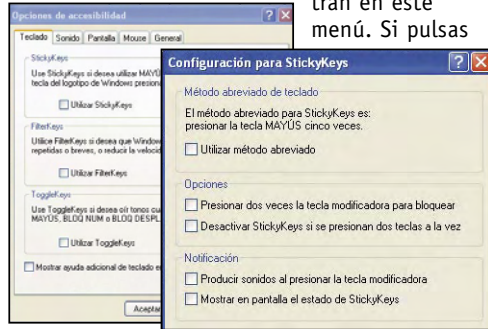 trán en este
menú. Si pulsas
Opciones de accesibilidad
Teclado Sonido Pantalla Mouse General
StickyKeys
Use StickyKeys si desea utilizar MAYÚ
tecla del logotipo de Windows presion
Utilizar StickyKeys
FilterKeys
Utilice FilterKeys si desea que Window
repetidas o breves, o reducir la velocid
Utilizar FilterKeys
ToggleKeys
Use ToggleKeys si desea oír tonos cu
MAYÚS, BLOQ NUM o BLOQ DESPL
Utilizar ToggleKeys
Mostrar ayuda adicional de teclado e
Aceptar
Configuración para StickyKeys
Método abreviado de teclado
El método abreviado para StickyKeys es:
presionar la tecla MAYÚS cinco veces.
Utilizar método abreviado
Opciones
Presionar dos veces la tecla modificadora para bloquear
Desactivar StickyKeys si se presionan dos teclas a la vez
Notificación
Producir sonidos al presionar la tecla modificadora
Mostrar en pantalla el estado de StickyKeys